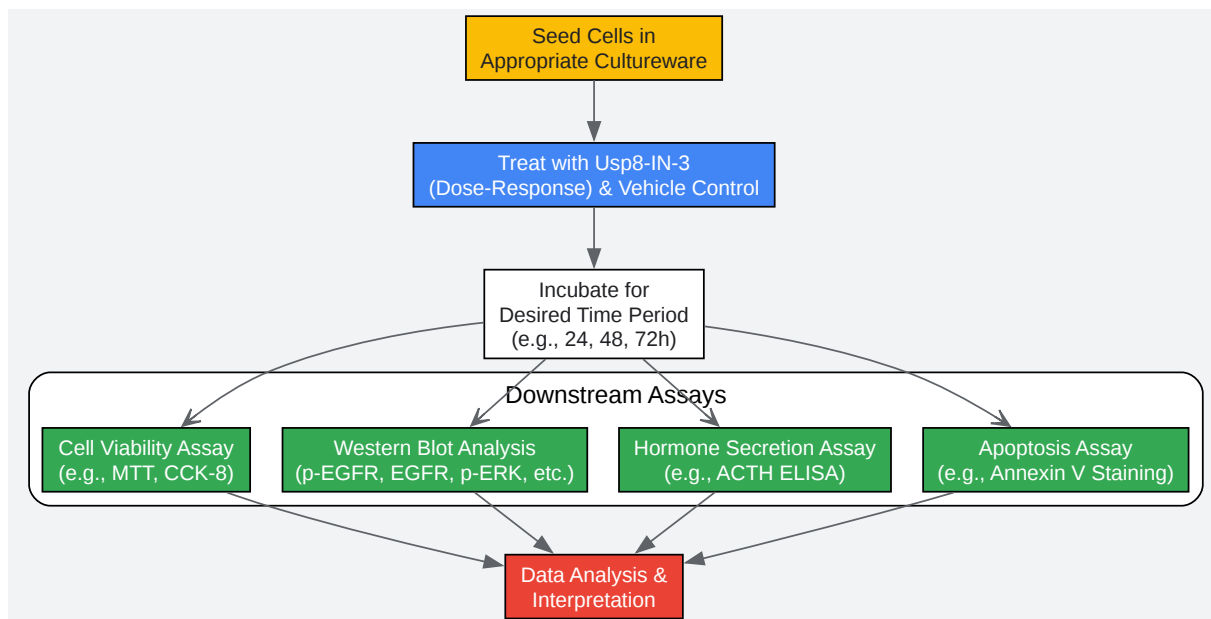 Seed Cells in
Appropriate Cultureware
Treat with Usp8-IN-3
(Dose-Response) & Vehicle Control
Incubate for
Desired Time Period
(e.g., 24, 48, 72h)
Downstream Assays
Cell Viability Assay
(e.g., MTT, CCK-8)
Western Blot Analysis
(p-EGFR, EGFR, p-ERK, etc.)
Hormone Secretion Assay
(e.g., ACTH ELISA)
Apoptosis Assay
(e.g., Annexin V Staining)
Data Analysis &
Interpretation